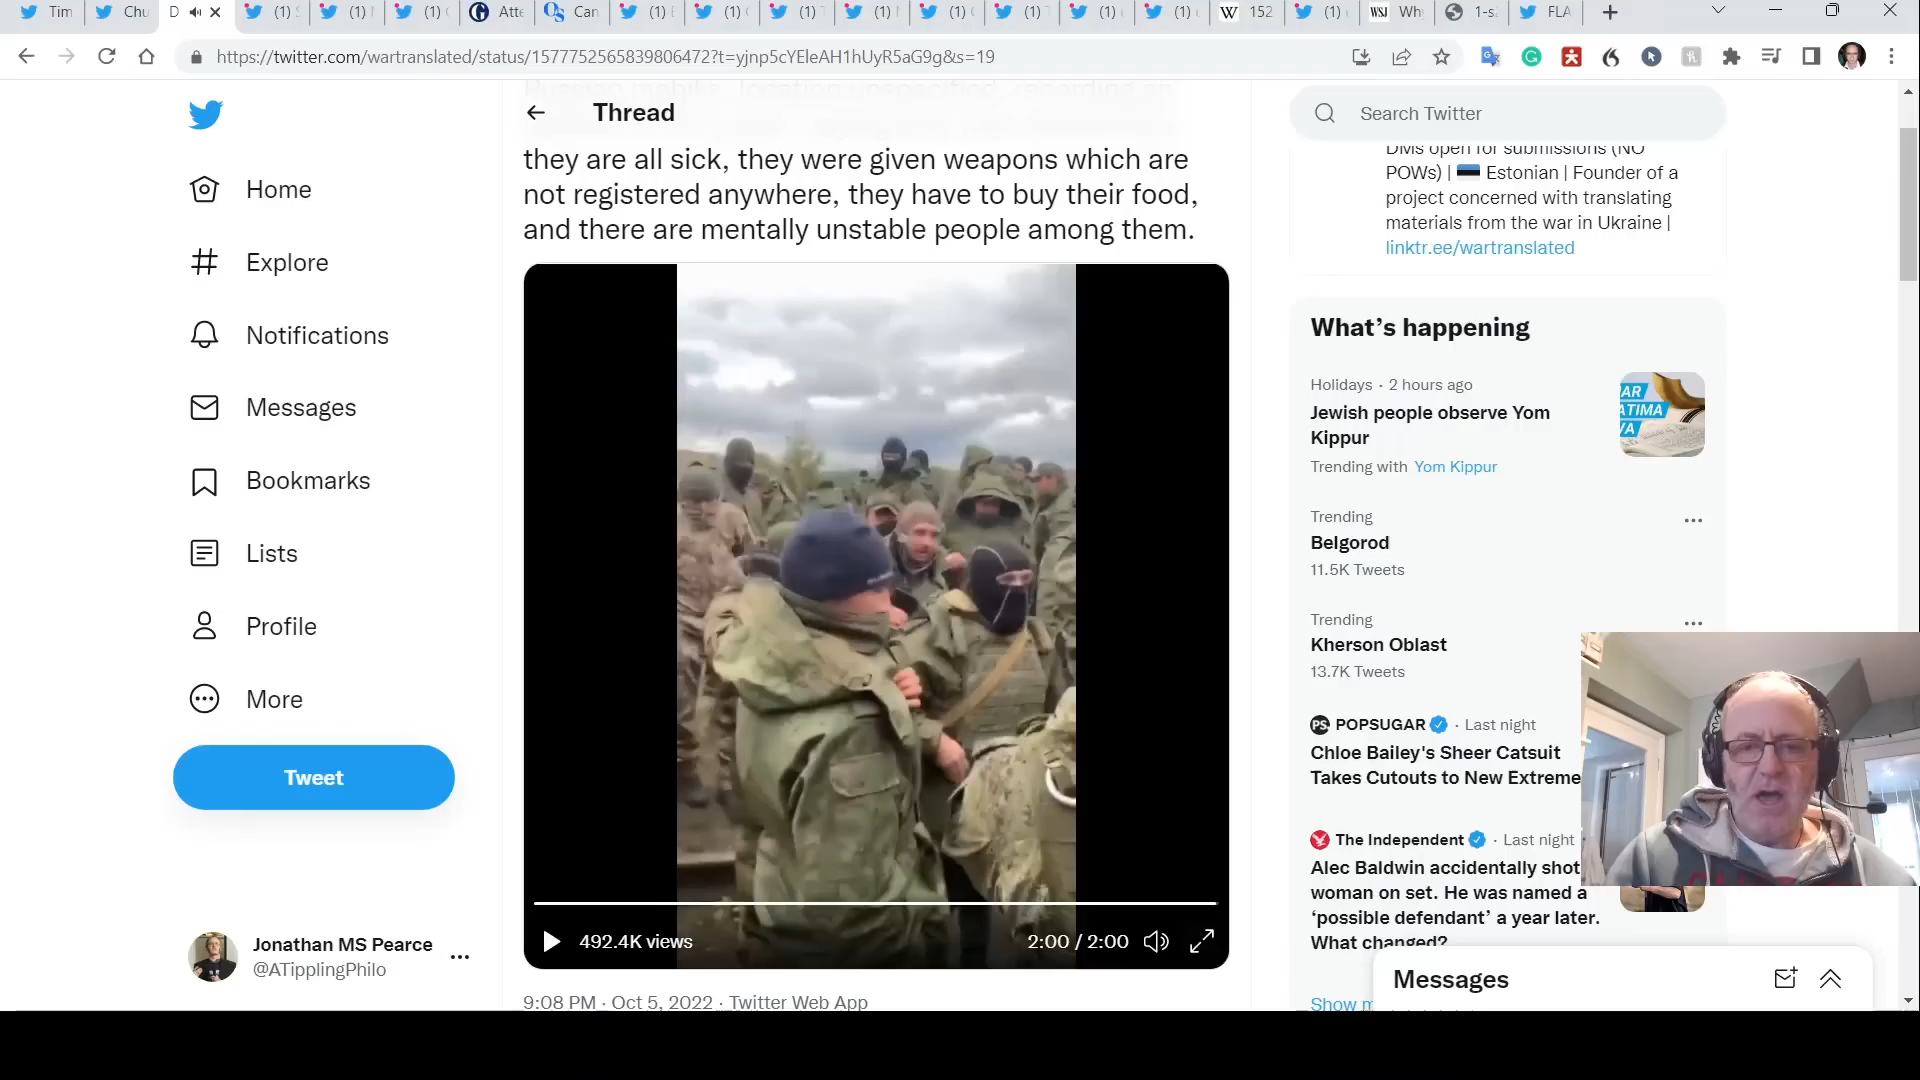 Tim
Chu
D
(1)
(1)
(1)
Atte
Can
(1)
(1)
(1)
(1)
(1)
(1)
(1)
(1)
W 152
(1)
WSJ Wh
1-s
FLA
https://twitter.com/wartranslated/status/1577752565839806472?t=yjnp5cYEleAH1hUyR5aG9g&s=19
Home
Explore
Notifications
Messages
Bookmarks
Lists
Profile
More
Tweet
Jonathan MS Pearce
@ATipplingPhilo
Thread
they are all sick, they were given weapons which are
not registered anywhere, they have to buy their food,
and there are mentally unstable people among them.
492.4K views
2:00 / 2:00
9:08 PM · Oct 5, 2022 · Twitter Web App
Search Twitter
DMs open for submissions (NO
POWs) | Estonian | Founder of a
project concerned with translating
materials from the war in Ukraine |
linktr.ee/wartranslated
What’s happening
Holidays · 2 hours ago
Jewish people observe Yom
Kippur
Trending with Yom Kippur
Trending
Belgorod
11.5K Tweets
Trending
Kherson Oblast
13.7K Tweets
PS POPSUGAR · Last night
Chloe Bailey's Sheer Catsuit
Takes Cutouts to New Extreme
The Independent · Last night
Alec Baldwin accidentally shot
woman on set. He was named a
‘possible defendant’ a year later.
What changed?
Show m
Messages